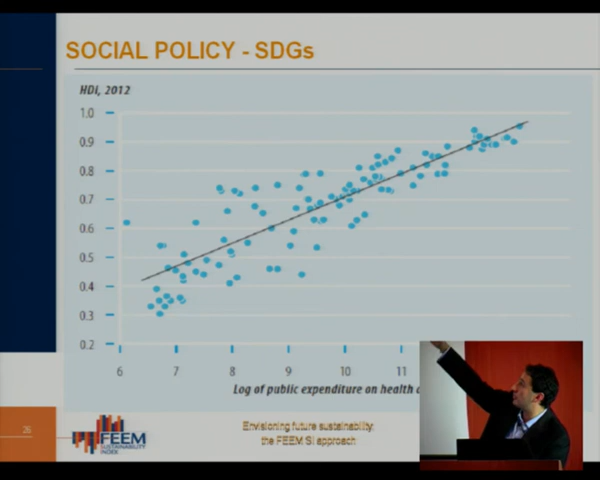 SOCIAL POLICY - SDGs
HDI, 2012
1.0
0.9
0.8
0.7
0.6
0.5
0.4
0.3
0.2
6 7 8 9 10 11
Log of public expenditure on health
26
FEEM
SUSTAINABILITY
INDEX
Envisioning future sustainability:
the FEEM SI approach